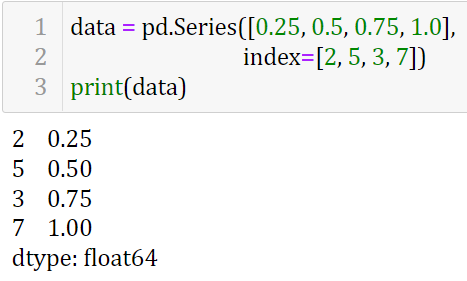 1 data = pd.Series([0.25, 0.5, 0.75, 1.0],
2 index=[2, 5, 3, 7])
3 print(data)
2 0.25
5 0.50
3 0.75
7 1.00
dtype: float64